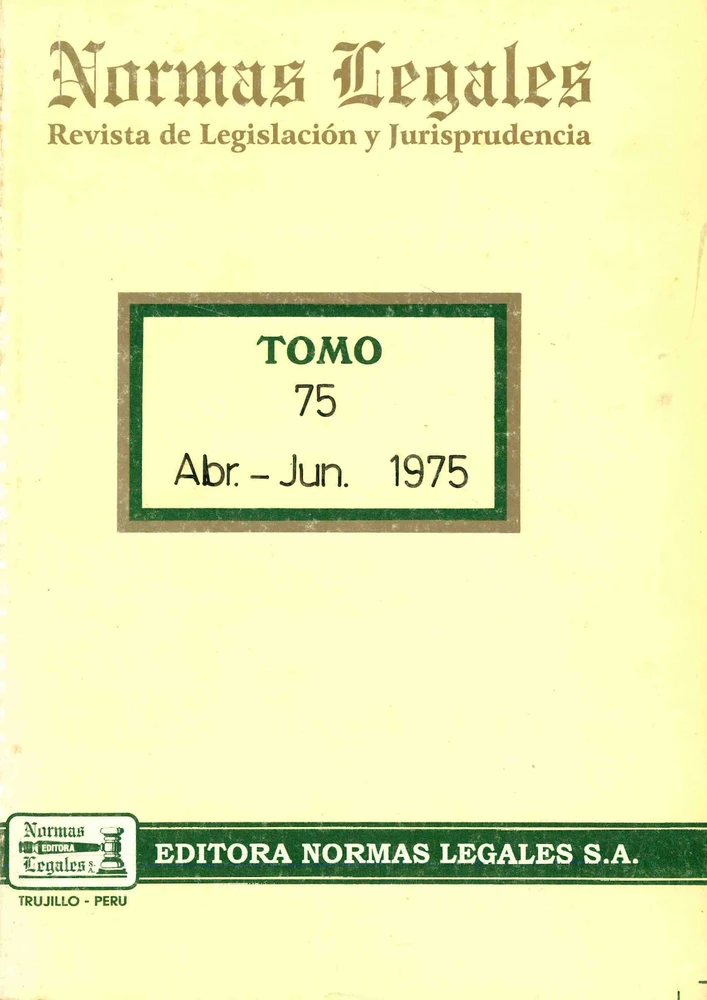 Normas Legales
Revista de Legislación y Jurisprudencia
TOMO
75
Abr. - Jun. 1975
Normas
EDITORA
Legales
EDITORA NORMAS LEGALES S.A.
TRUJILLO - PERU